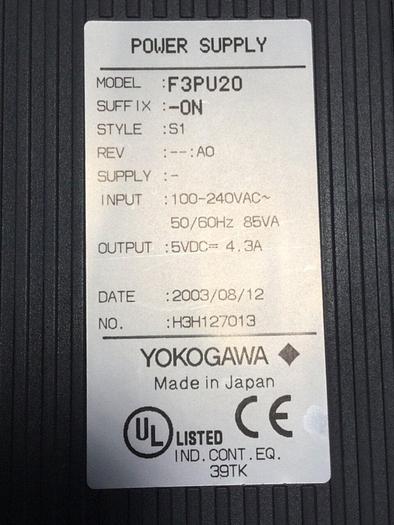 POWER SUPPLY
MODEL :F3PU20
SUFFIX :-0N
STYLE :S1
REV :--:A0
SUPPLY :-
INPUT :100-240VAC~
50/60Hz 85VA
OUTPUT :5VDC⎓ 4.3A
DATE :2003/08/12
NO. :H3H127013
YOKOGAWA ◆
Made in Japan
UL LISTED CE
IND.CONT.EQ.
39TK